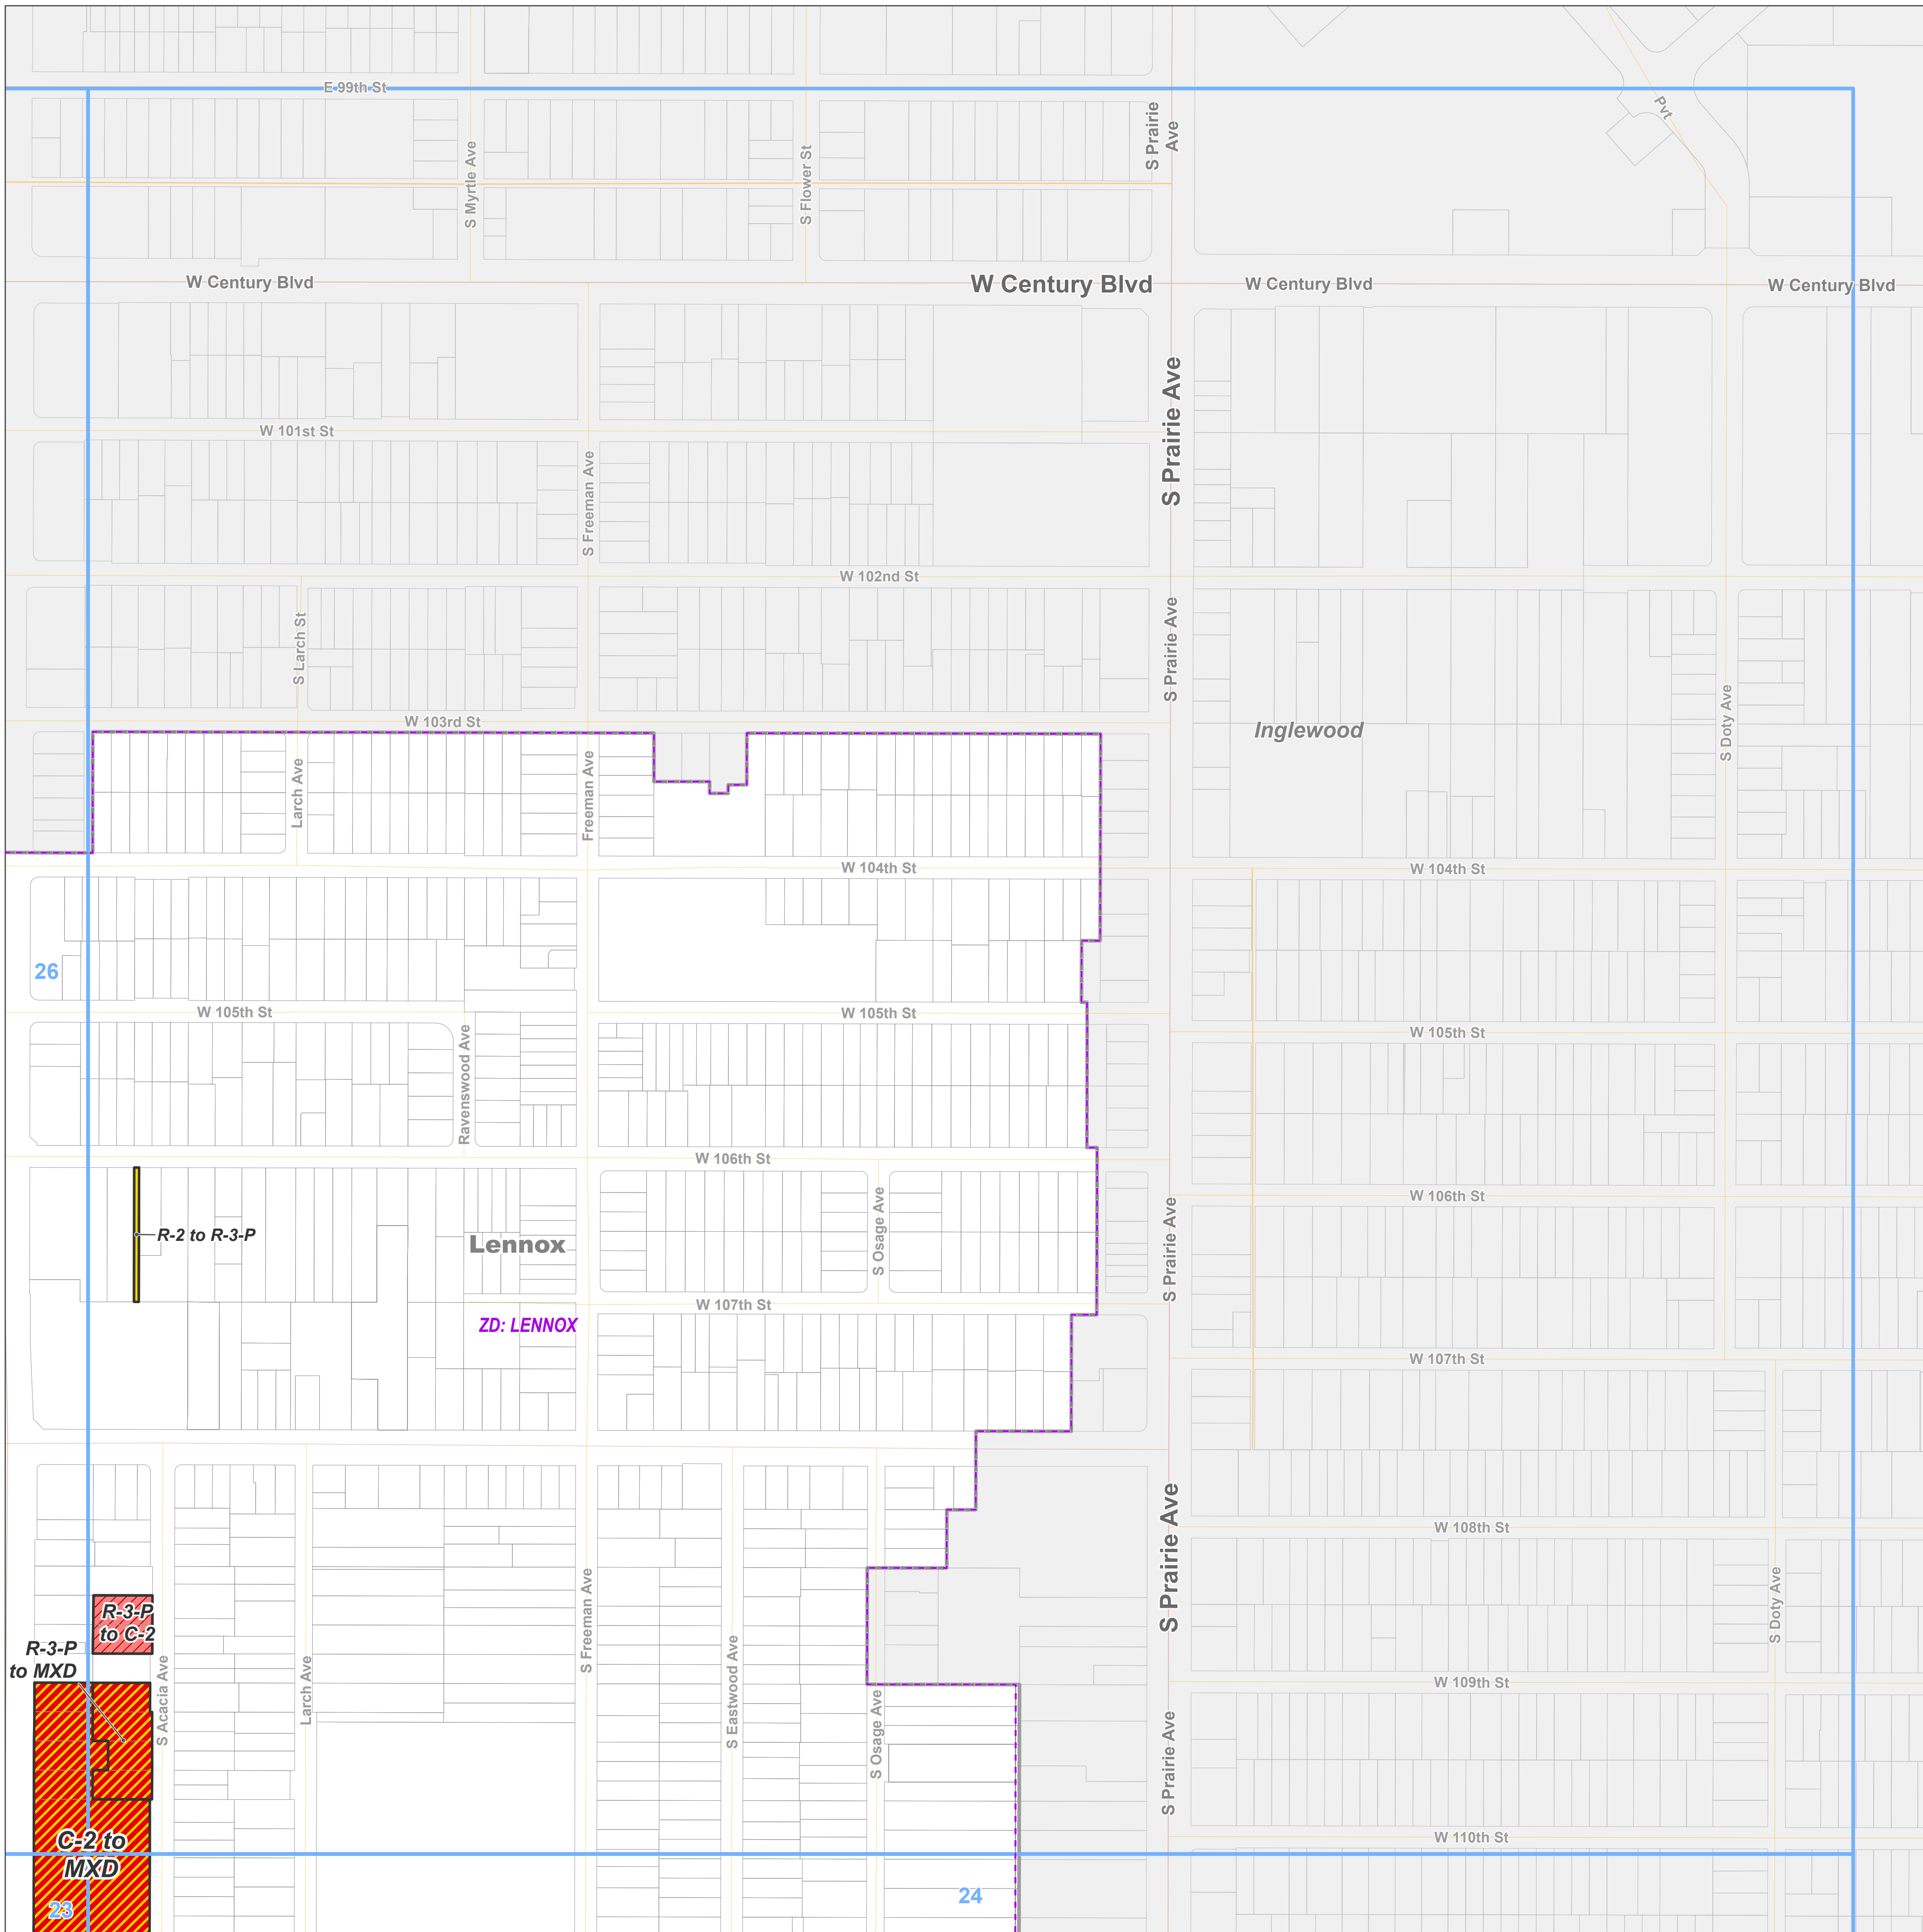 E 99th St
Pvt
S Prairie
Ave
S Myrtle Ave
S Flower St
W Century Blvd
W Century Blvd
W Century Blvd
W Century Blvd
S Prairie Ave
W 101st St
S Freeman Ave
W 102nd St
S Larch St
S Prairie Ave
S Doty Ave
W 103rd St
Inglewood
Larch Ave
Freeman Ave
W 104th St
W 104th St
26
W 105th St
W 105th St
W 105th St
Ravenswood Ave
W 106th St
W 106th St
R-2 to R-3-P
Lennox
S Osage Ave
S Prairie Ave
W 107th St
ZD: LENNOX
W 107th St
S Prairie Ave
W 108th St
R-3-P
to C-2
R-3-P
to MXD
S Acacia Ave
Larch Ave
S Freeman Ave
S Eastwood Ave
S Osage Ave
S Doty Ave
W 109th St
S Prairie Ave
W 110th St
C-2 to
MXD
23
24